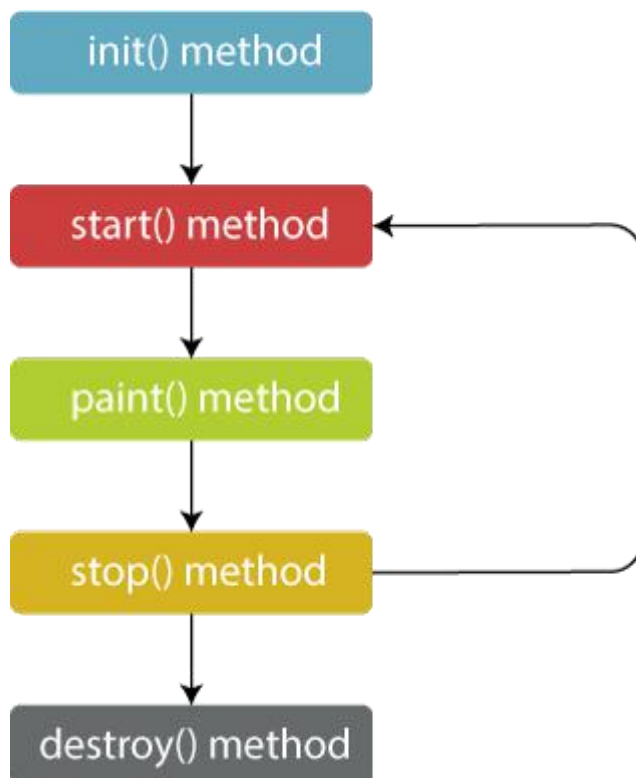 init() method
start() method
paint() method
stop() method
destroy() method